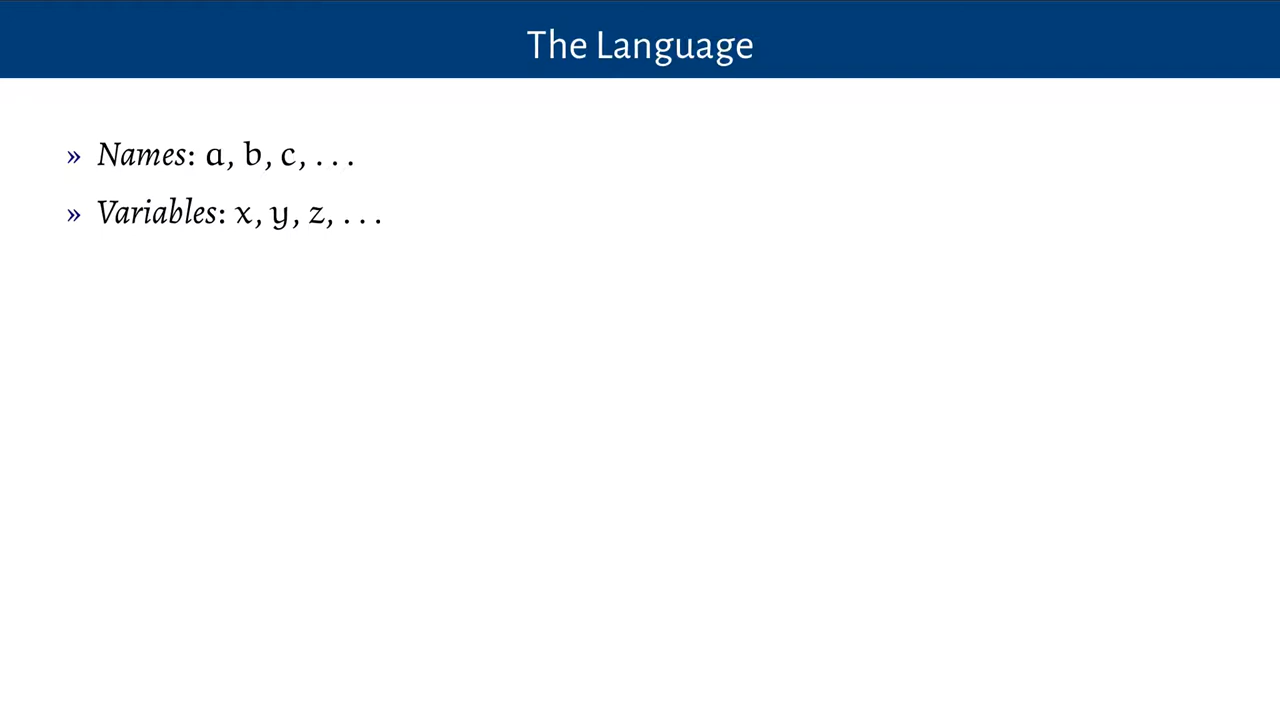 The Language
» Names: a, b, c, . . .
» Variables: x, y, z, . . .